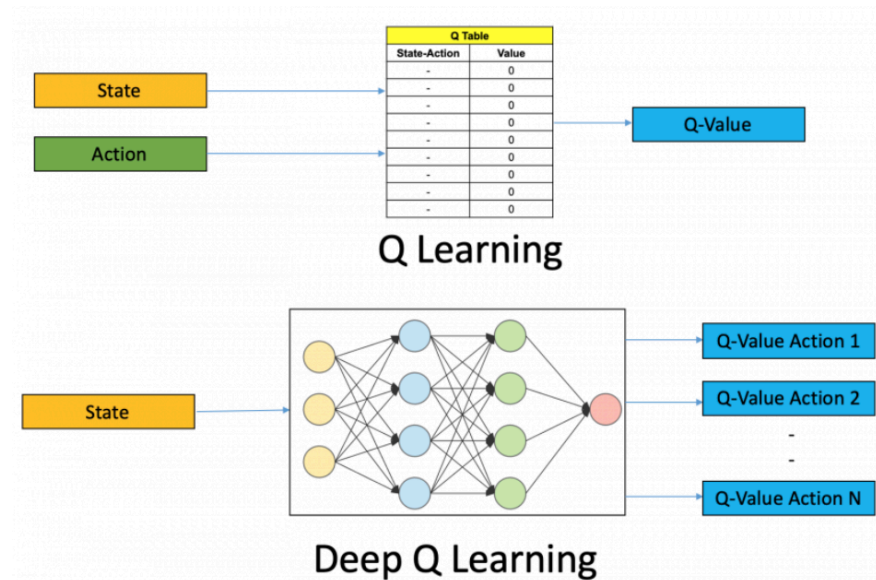 Q Table
State-Action Value
- 0
- 0
- 0
- 0
- 0
- 0
- 0
- 0
- 0
State
Action
Q-Value
Q Learning
State
Q-Value Action 1
Q-Value Action 2
-
-
Q-Value Action N
Deep Q Learning